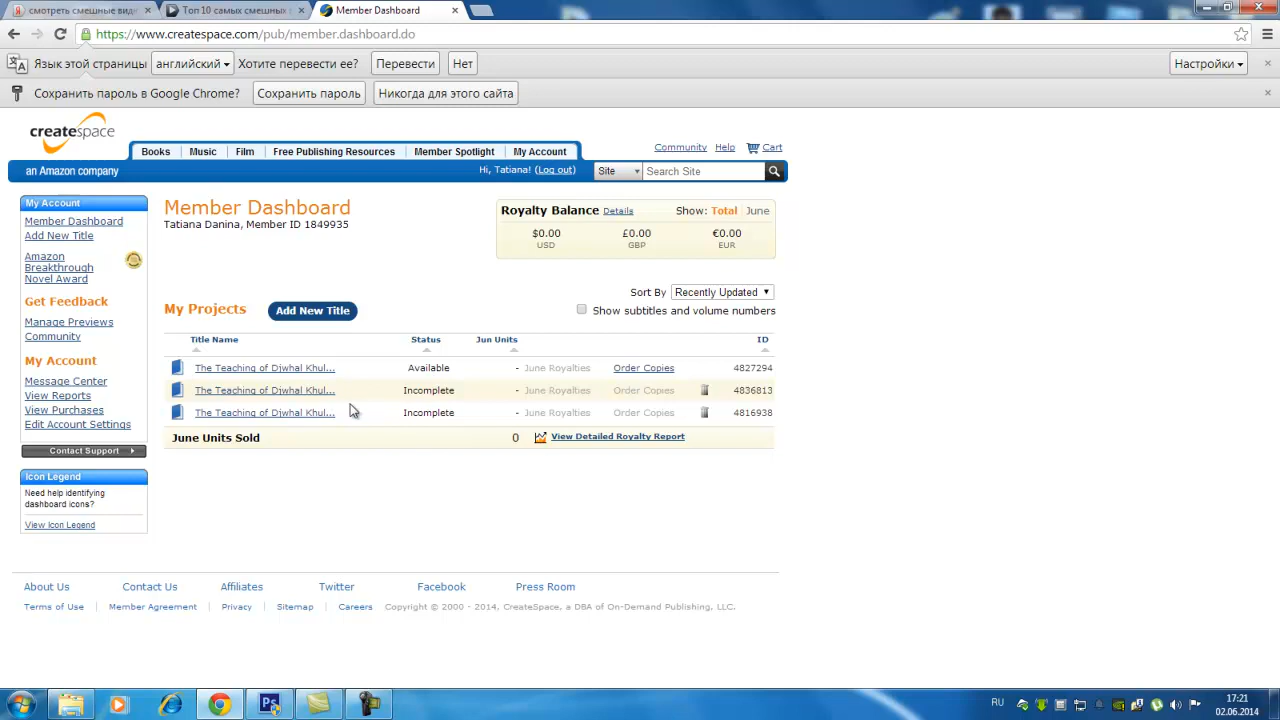 смотреть смешные виде
Топ 10 самых смешных
Member Dashboard
https://www.createspace.com/pub/member.dashboard.do
Язык этой страницы английский Хотите перевести ее? Перевести Нет Настройки
Сохранить пароль в Google Chrome? Сохранить пароль Никогда для этого сайта
createspace
Community Help Cart
Books Music Film Free Publishing Resources Member Spotlight My Account
an Amazon company Hi, Tatiana! (Log out) Site Search Site
My Account
Member Dashboard
Add New Title
Amazon
Breakthrough
Novel Award
Get Feedback
Manage Previews
Community
My Account
Message Center
View Reports
View Purchases
Edit Account Settings
Contact Support
Icon Legend
Need help identifying
dashboard icons?
View Icon Legend
Member Dashboard
Tatiana Danina, Member ID 1849935
Royalty Balance Details Show: Total June
$0.00 £0.00 €0.00
USD GBP EUR
Sort By Recently Updated
My Projects Add New Title Show subtitles and volume numbers
Title Name Status Jun Units ID
The Teaching of Djwhal Khul... Available - June Royalties Order Copies 4827294
The Teaching of Djwhal Khul... Incomplete - June Royalties Order Copies 4836813
The Teaching of Djwhal Khul... Incomplete - June Royalties Order Copies 4816938
June Units Sold 0 View Detailed Royalty Report
About Us Contact Us Affiliates Twitter Facebook Press Room
Terms of Use Member Agreement Privacy Sitemap Careers Copyright © 2000 - 2014, CreateSpace, a DBA of On-Demand Publishing, LLC.
Ps RU 17:21
02.06.2014